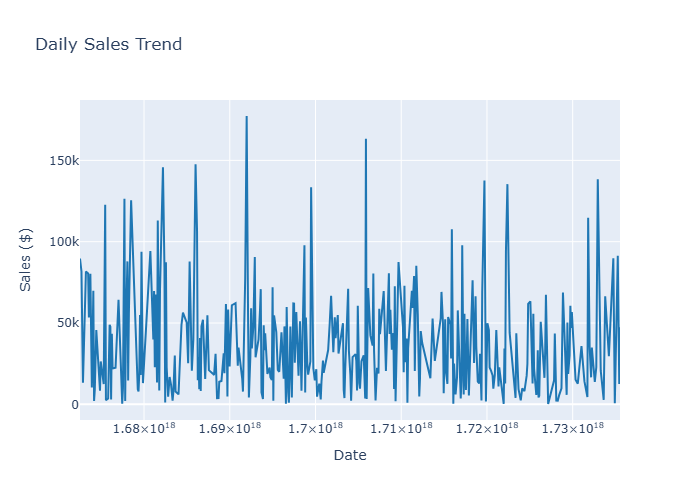 Daily Sales Trend
Sales ($)
150k
100k
50k
0
1.68×10¹⁸ 1.69×10¹⁸ 1.7×10¹⁸ 1.71×10¹⁸ 1.72×10¹⁸ 1.73×10¹⁸
Date